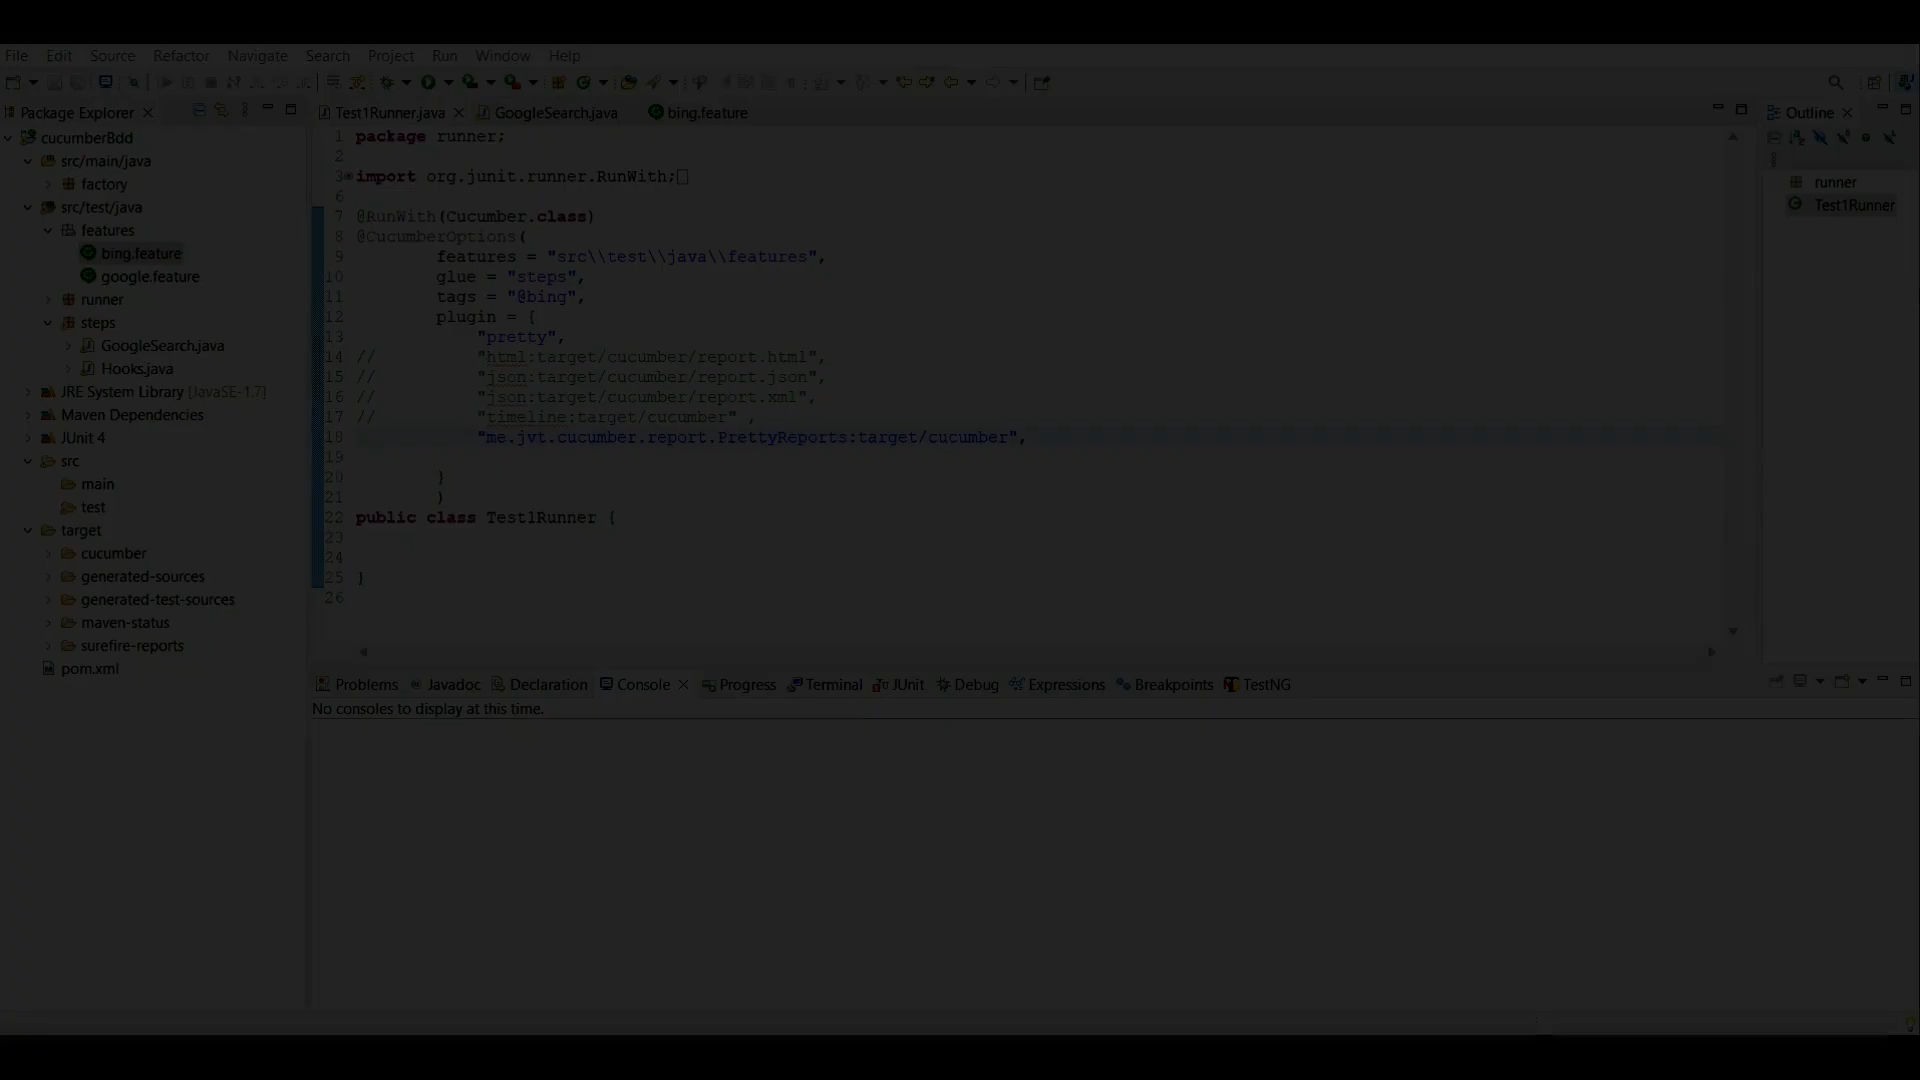 File Edit Source Refactor Navigate Search Project Run Window Help
Package Explorer
cucumberBdd
src/main/java
factory
src/test/java
features
bing.feature
google.feature
runner
steps
GoogleSearch.java
Hooks.java
JRE System Library [JavaSE-1.7]
Maven Dependencies
JUnit 4
src
main
test
target
cucumber
generated-sources
generated-test-sources
maven-status
surefire-reports
pom.xml
Test1Runner.java GoogleSearch.java bing.feature
1 package runner;
2
3 import org.junit.runner.RunWith;
6
7 @RunWith(Cucumber.class)
8 @CucumberOptions(
9 features = "src\\test\\java\\features",
10 glue = "steps",
11 tags = "@bing",
12 plugin = {
13 "pretty",
14 // "html:target/cucumber/report.html",
15 // "json:target/cucumber/report.json",
16 // "json:target/cucumber/report.xml",
17 // "timeline:target/cucumber" ,
18 "me.jvt.cucumber.report.PrettyReports:target/cucumber",
19
20 }
21 )
22 public class Test1Runner {
23
24
25 }
26
Outline
runner
Test1Runner
Problems Javadoc Declaration Console Progress Terminal JUnit Debug Expressions Breakpoints TestNG
No consoles to display at this time.